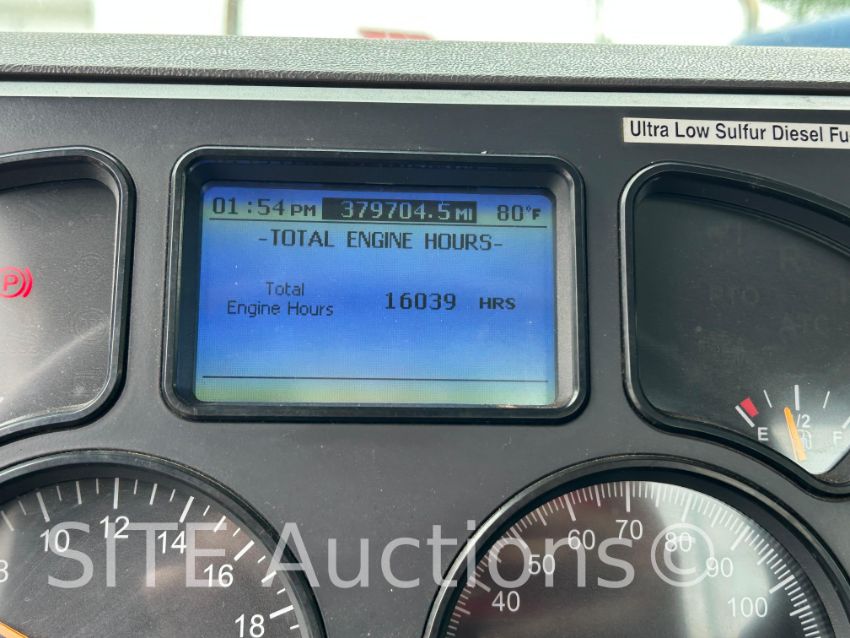 Ultra Low Sulfur Diesel Fu
01:54 PM 379704.5 MI 80°F
-TOTAL ENGINE HOURS-
Total
Engine Hours 16039 HRS
P
E 1/2 F
8 10 12 14 16 18
40 50 60 70 80 90 100
SITE Auctions©